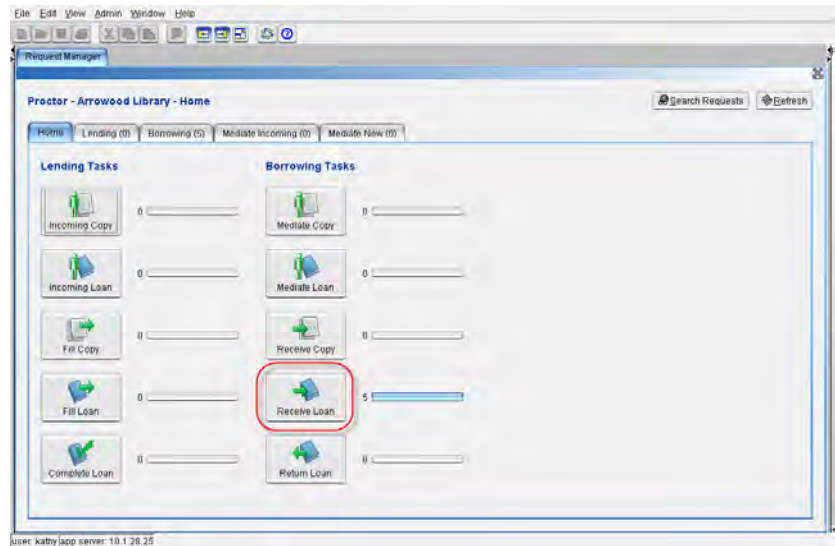 File Edit View Admin Window Help
Request Manager
Proctor - Arrowood Library - Home
Search Requests Refresh
Home Lending (0) Borrowing (5) Mediate Incoming (0) Mediate New (0)
Lending Tasks Borrowing Tasks
Incoming Copy 0 Mediate Copy 0
Incoming Loan 0 Mediate Loan 0
Fill Copy 0 Receive Copy 0
Fill Loan 0 Receive Loan 5
Complete Loan 0 Return Loan 0
user: kathy app server: 10.1.28.25